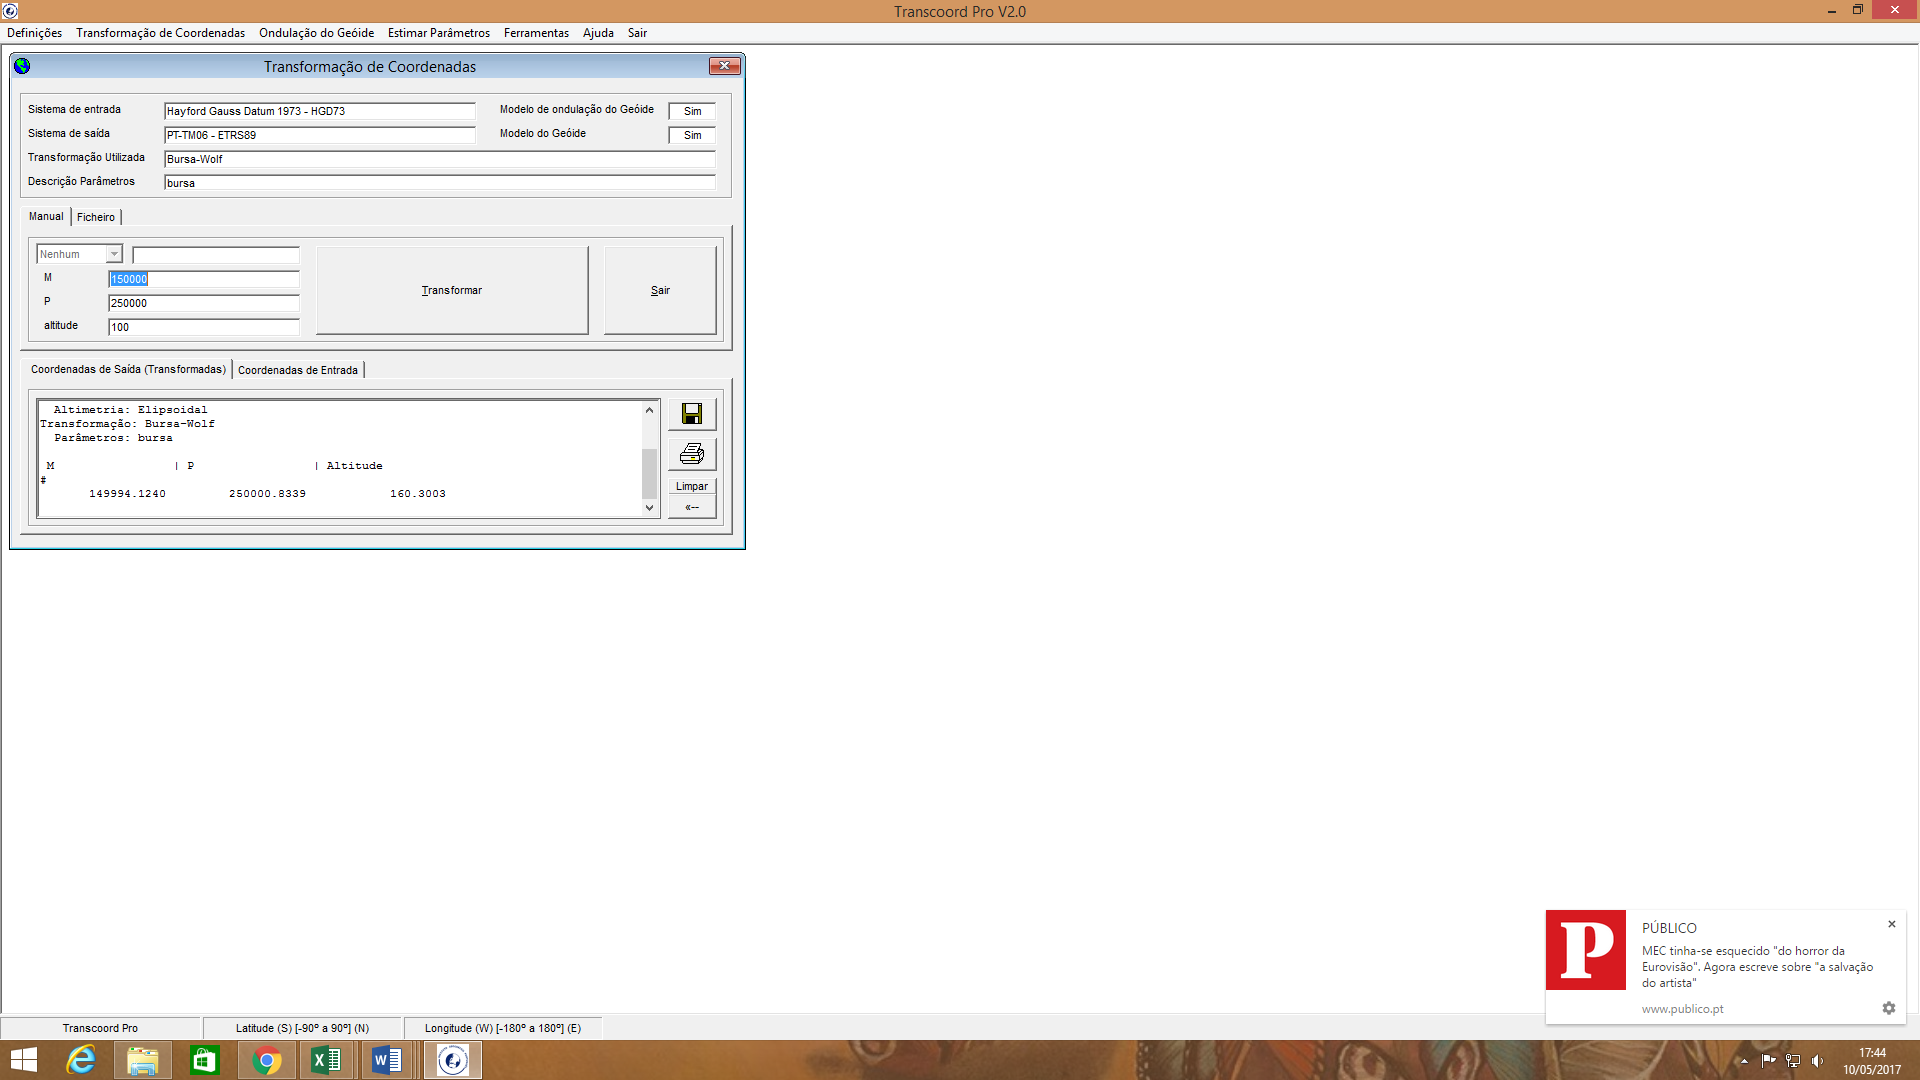 Transcoord Pro V2.0
Definições Transformação de Coordenadas Ondulação do Geóide Estimar Parâmetros Ferramentas Ajuda Sair
Transformação de Coordenadas
Sistema de entrada Hayford Gauss Datum 1973 - HGD73 Modelo de ondulação do Geóide Sim
Sistema de saída PT-TM06 - ETRS89 Modelo do Geóide Sim
Transformação Utilizada Bursa-Wolf
Descrição Parâmetros bursa
Manual Ficheiro
Nenhum
M 150000
P 250000
altitude 100
Transformar
Sair
Coordenadas de Saída (Transformadas) Coordenadas de Entrada
Altimetria: Elipsoidal
Transformação: Bursa-Wolf
Parâmetros: bursa
M | P | Altitude
#
149994.1240 250000.8339 160.3003
Limpar
«--
PÚBLICO
MEC tinha-se esquecido "do horror da
Eurovisão". Agora escreve sobre "a salvação
do artista"
www.publico.pt
Transcoord Pro Latitude (S) [-90º a 90º] (N) Longitude (W) [-180º a 180º] (E)
17:44
10/05/2017